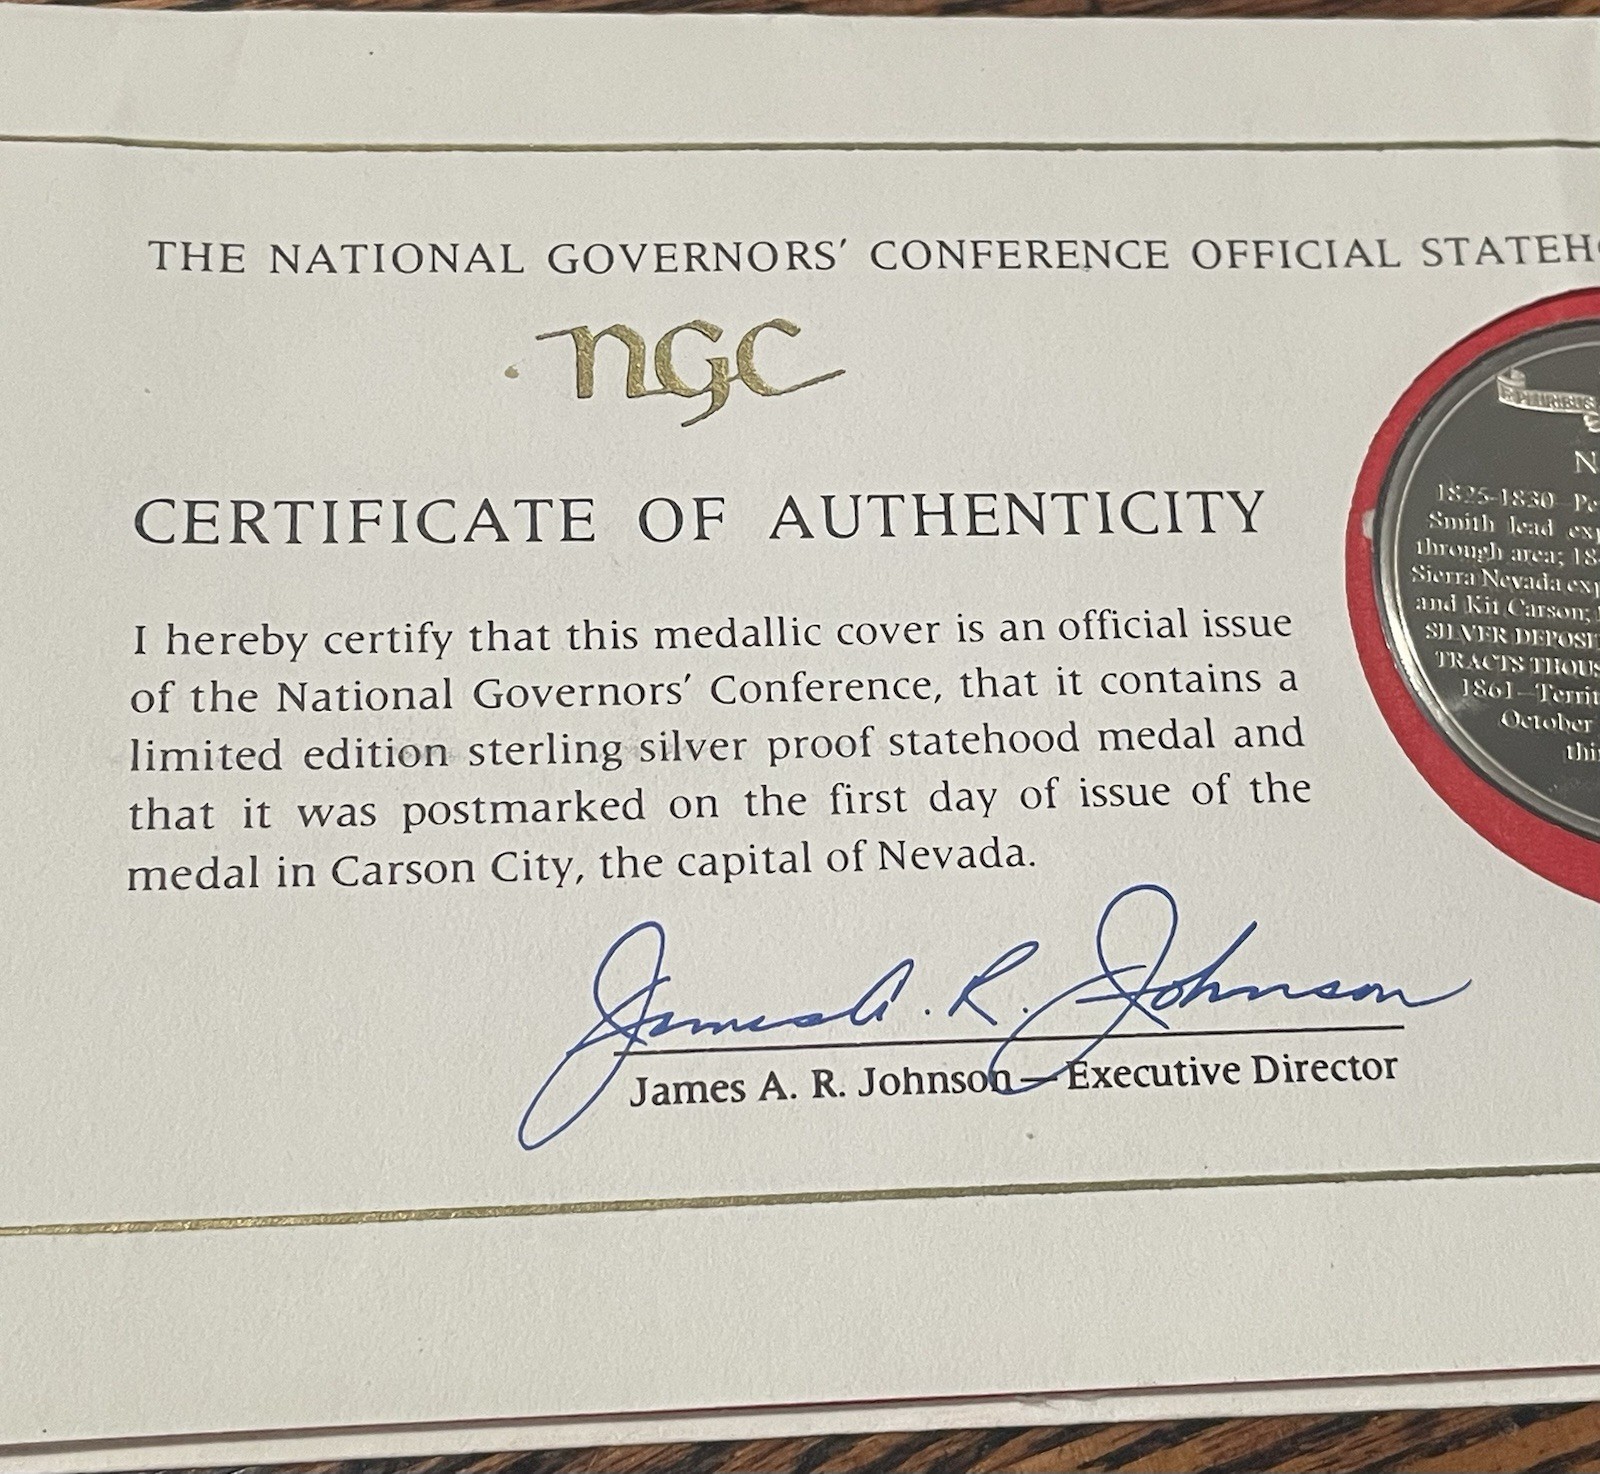 THE NATIONAL GOVERNORS’ CONFERENCE OFFICIAL
ngc
CERTIFICATE OF AUTHENTICITY
I hereby certify that this medallic cover is an official issue
of the National Governors’ Conference, that it contains a
limited edition sterling silver proof statehood medal and
that it was postmarked on the first day of issue of the
medal in Carson City, the capital of Nevada.
James A. R. Johnson
James A. R. Johnson—Executive Director
PLURIBUS
1825-1830
Smith lead
through area;
Sierra Nevada
and Kit Carson;
SILVER
TRACTS
1861
October